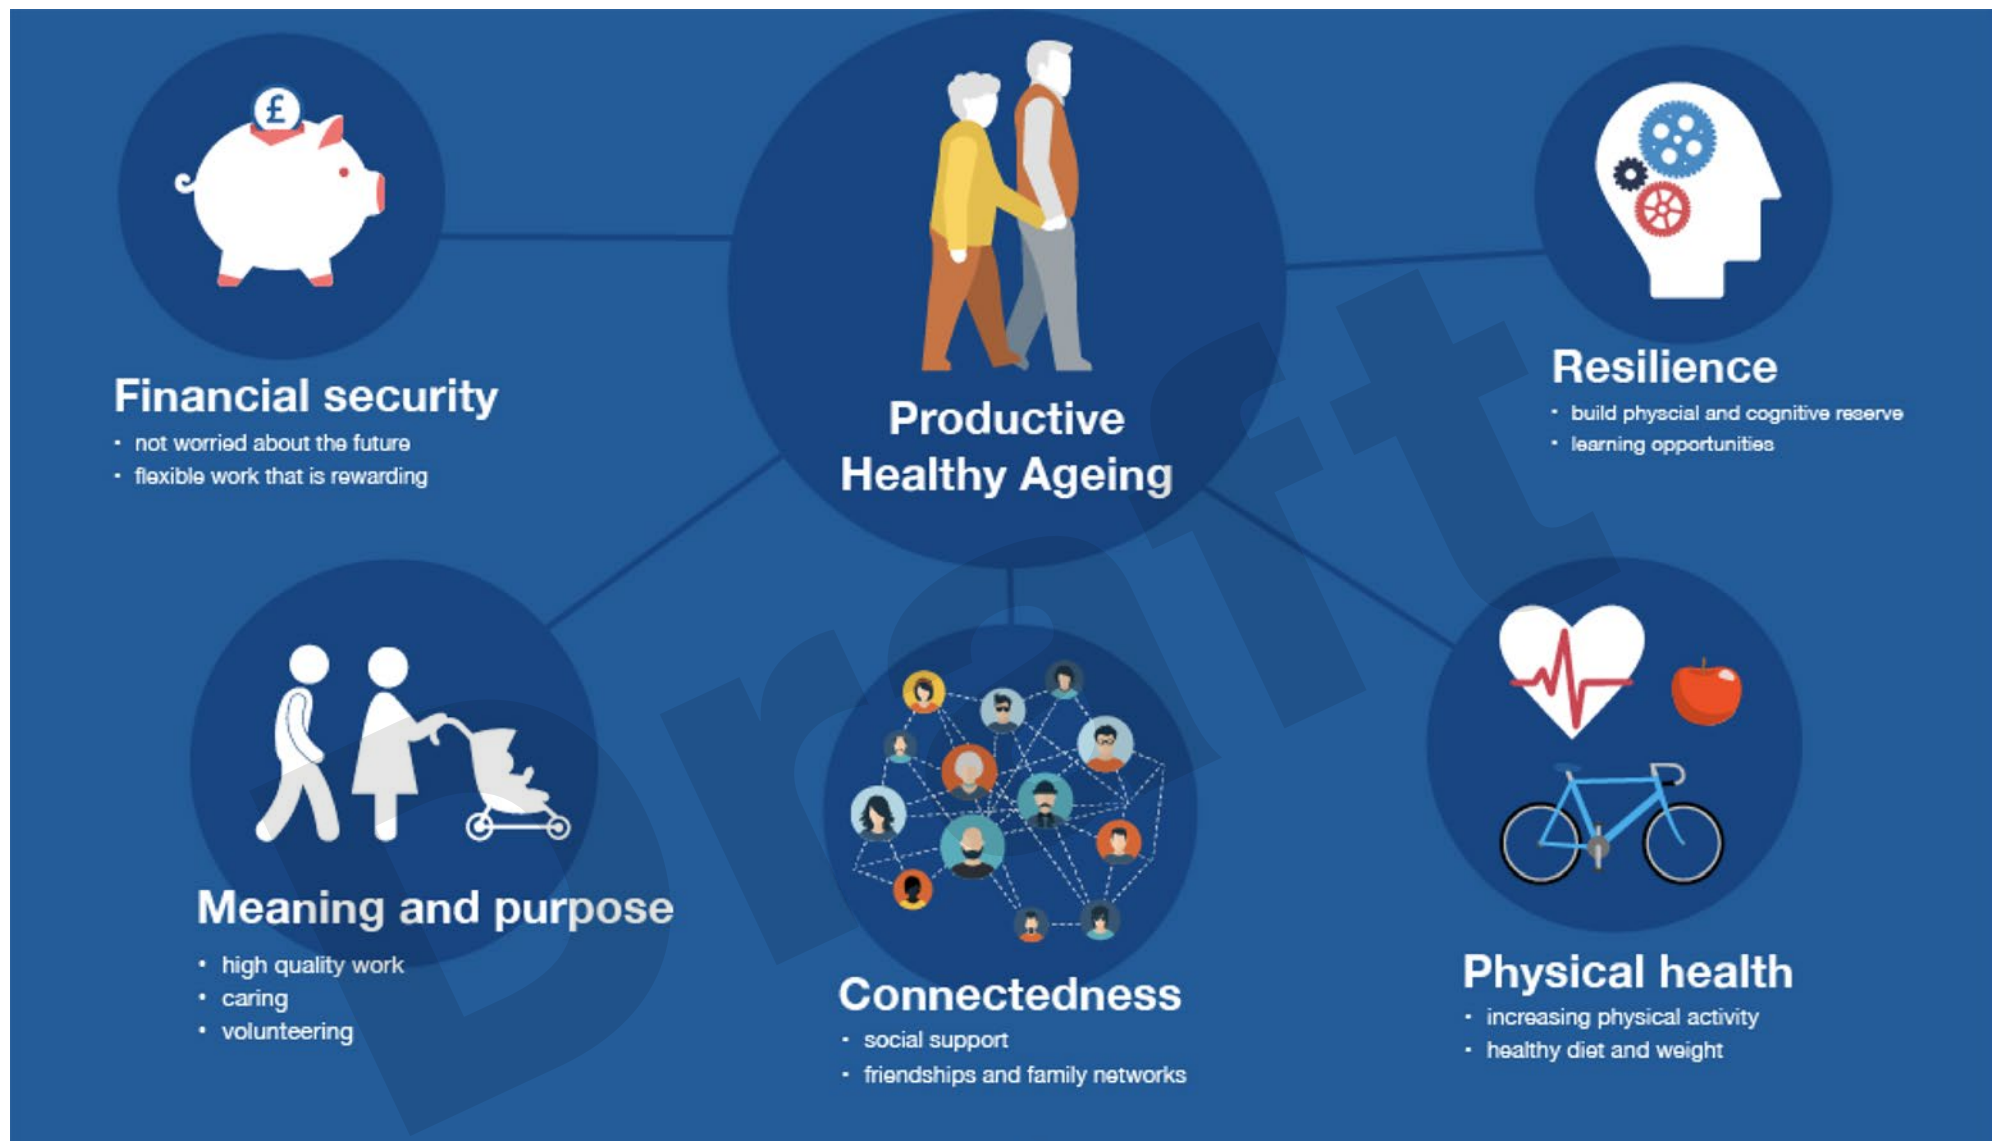 £
Productive
Healthy Ageing
Financial security
· not worried about the future
· flexible work that is rewarding
Resilience
· build physcial and cognitive reserve
· learning opportunities
Meaning and purpose
• high quality work
• caring
• volunteering
Connectedness
· social support
· friendships and family networks
Physical health
· increasing physical activity
· healthy diet and weight
Draft